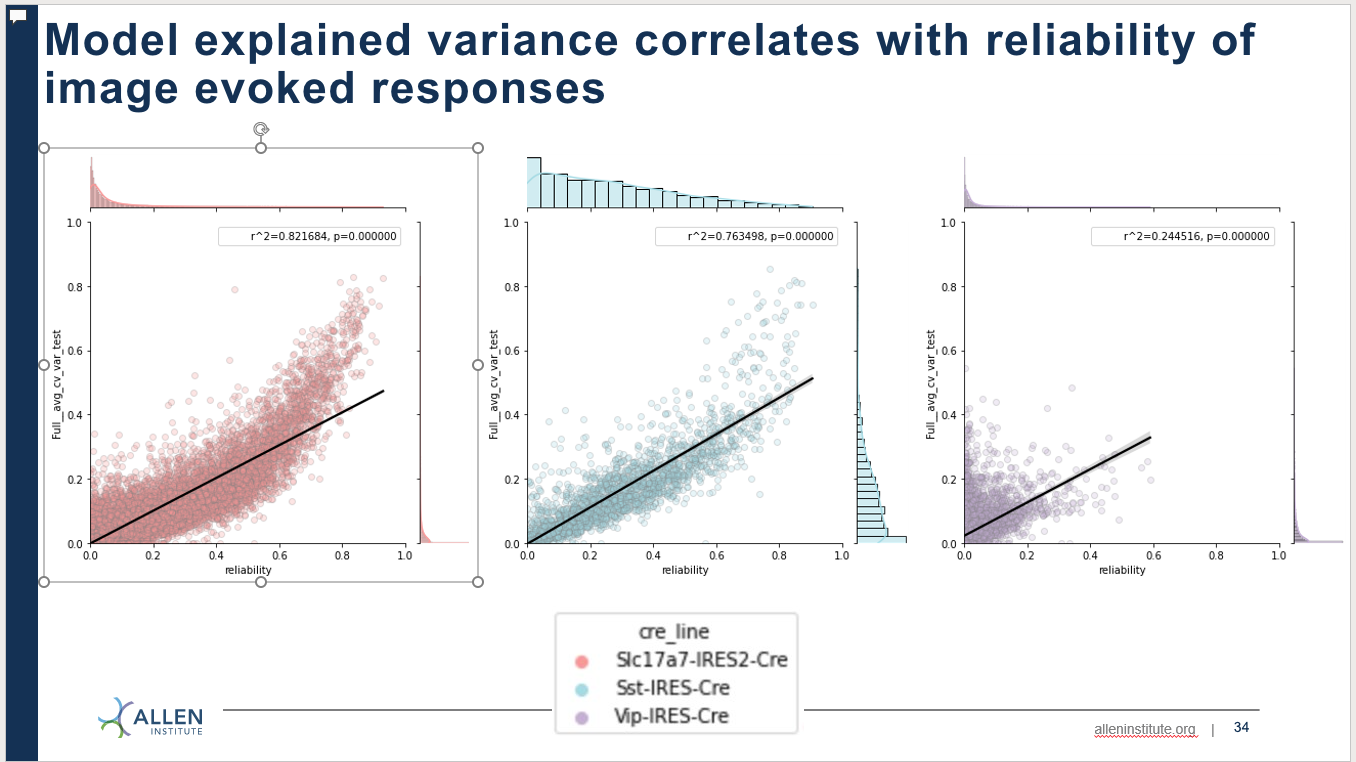 Model explained variance correlates with reliability of
image evoked responses
r^2=0.821684, p=0.000000
1.0
0.8
0.6
0.4
0.2
0.0
Full__avg_cv_var_test
0.0 0.2 0.4 0.6 0.8 1.0
reliability
r^2=0.763498, p=0.000000
1.0
0.8
0.6
0.4
0.2
0.0
Full__avg_cv_var_test
0.0 0.2 0.4 0.6 0.8 1.0
reliability
r^2=0.244516, p=0.000000
1.0
0.8
0.6
0.4
0.2
0.0
Full__avg_cv_var_test
0.0 0.2 0.4 0.6 0.8 1.0
reliability
cre_line
Slc17a7-IRES2-Cre
Sst-IRES-Cre
Vip-IRES-Cre
ALLEN
INSTITUTE
alleninstitute.org | 34